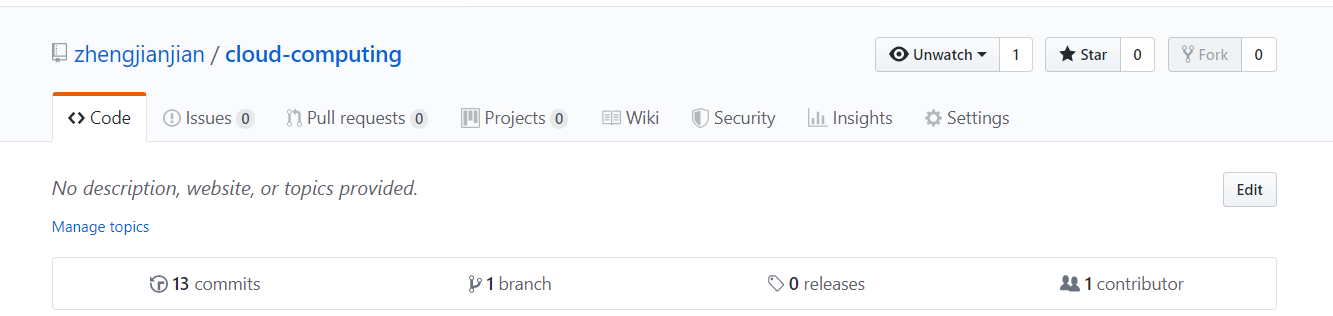 zhengjianjian / cloud-computing Unwatch 1 Star 0 Fork 0
Code Issues 0 Pull requests 0 Projects 0 Wiki Security Insights Settings
No description, website, or topics provided. Edit
Manage topics
13 commits 1 branch 0 releases 1 contributor